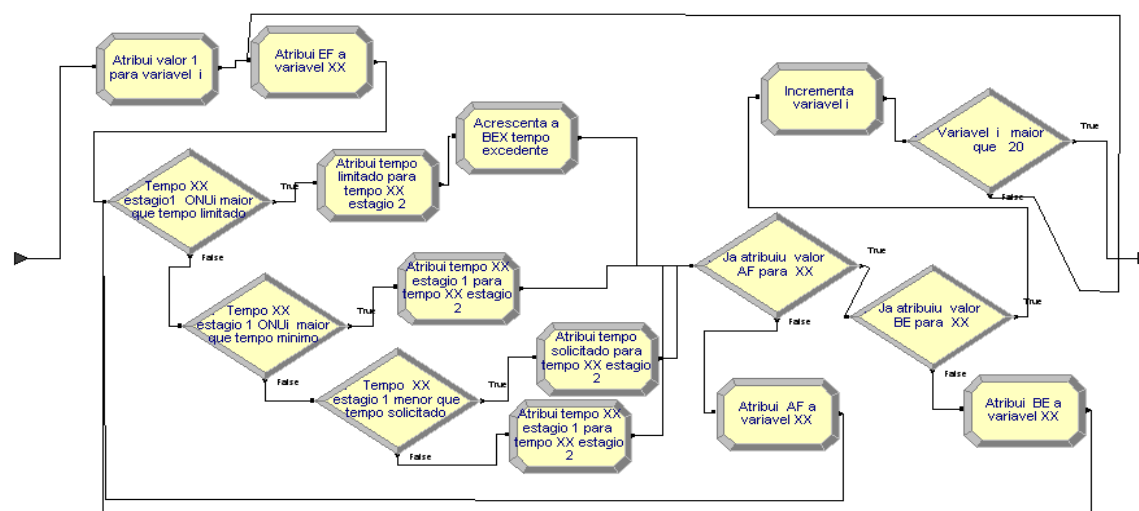 Atribui valor 1
para variavel i
Atribui EF a
variavel XX
Tempo XX
estagio1 ONUi maior
que tempo limitado
True
False
Atribui tempo
limitado para
tempo XX
estagio 2
Acrescenta a
BEX tempo
excedente
Tempo XX
estagio 1 ONUi maior
que tempo minimo
True
False
Atribui tempo XX
estagio 1 para
tempo XX estagio
2
Tempo XX
estagio 1 menor que
tempo solicitado
True
False
Atribui tempo
solicitado para
tempo XX estagio
2
Atribui tempo XX
estagio 1 para
tempo XX estagio
2
Ja atribuiu valor
AF para XX
True
False
Atribui AF a
variavel XX
Ja atribuiu valor
BE para XX
True
False
Atribui BE a
variavel XX
Incrementa
variavel i
Variavel i maior
que 20
True
False